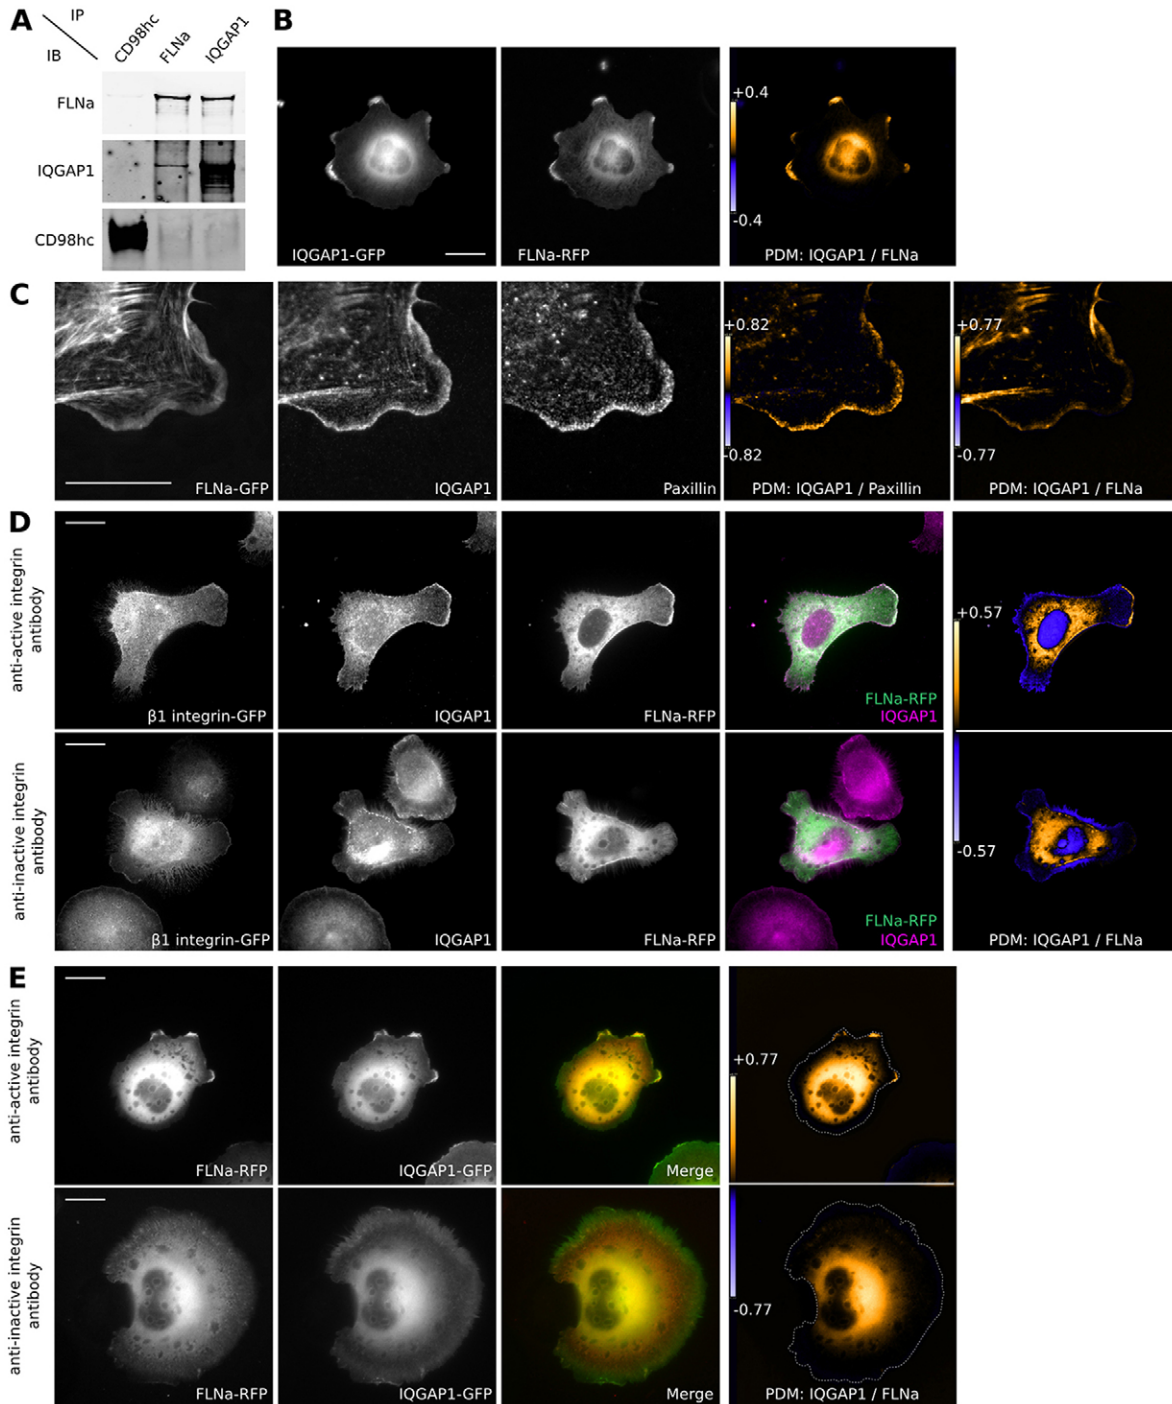 A
IP
IB
CD98hc
FLNa
IQGAP1
FLNa
IQGAP1
CD98hc
B
IQGAP1-GFP
FLNa-RFP
+0.4
-0.4
PDM: IQGAP1 / FLNa
C
FLNa-GFP
IQGAP1
Paxillin
+0.82
-0.82
PDM: IQGAP1 / Paxillin
+0.77
-0.77
PDM: IQGAP1 / FLNa
D
anti-active integrin
antibody
β1 integrin-GFP
IQGAP1
FLNa-RFP
FLNa-RFP
IQGAP1
+0.57
anti-inactive integrin
antibody
β1 integrin-GFP
IQGAP1
FLNa-RFP
FLNa-RFP
IQGAP1
-0.57
PDM: IQGAP1 / FLNa
E
anti-active integrin
antibody
FLNa-RFP
IQGAP1-GFP
Merge
+0.77
anti-inactive integrin
antibody
FLNa-RFP
IQGAP1-GFP
Merge
-0.77
PDM: IQGAP1 / FLNa